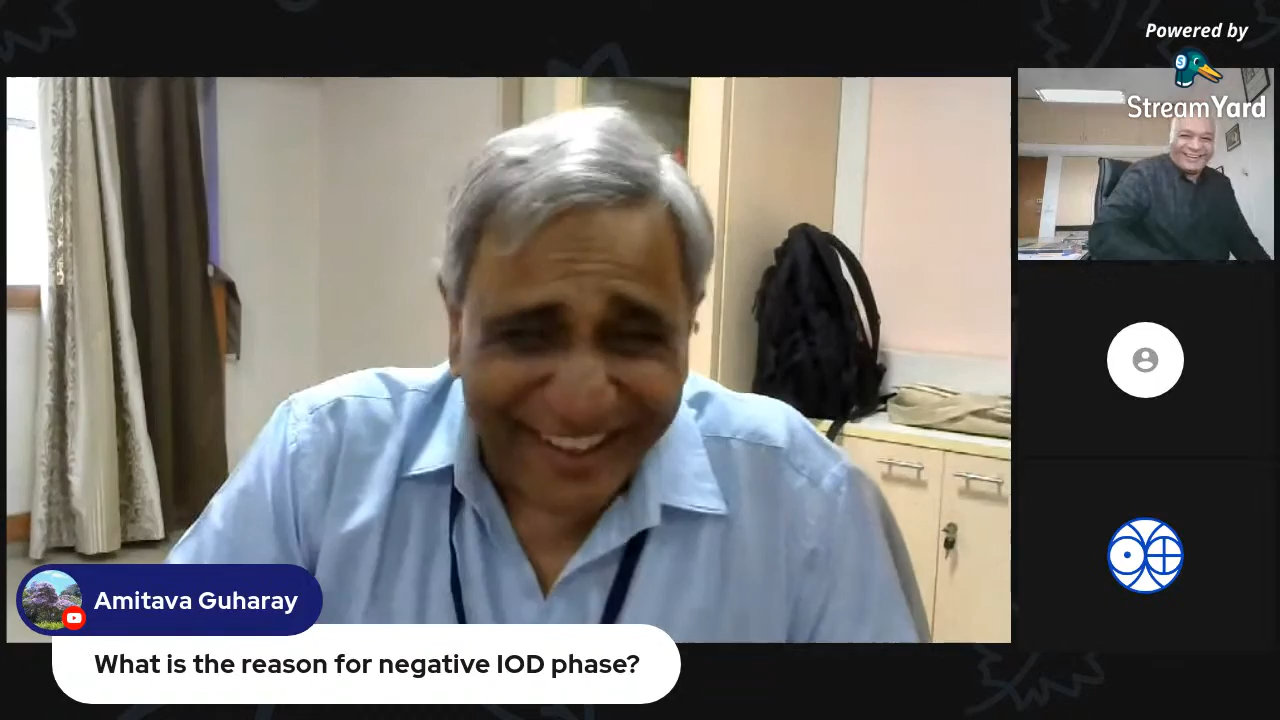 Powered by
StreamYard
Amitava Guharay
What is the reason for negative IOD phase?